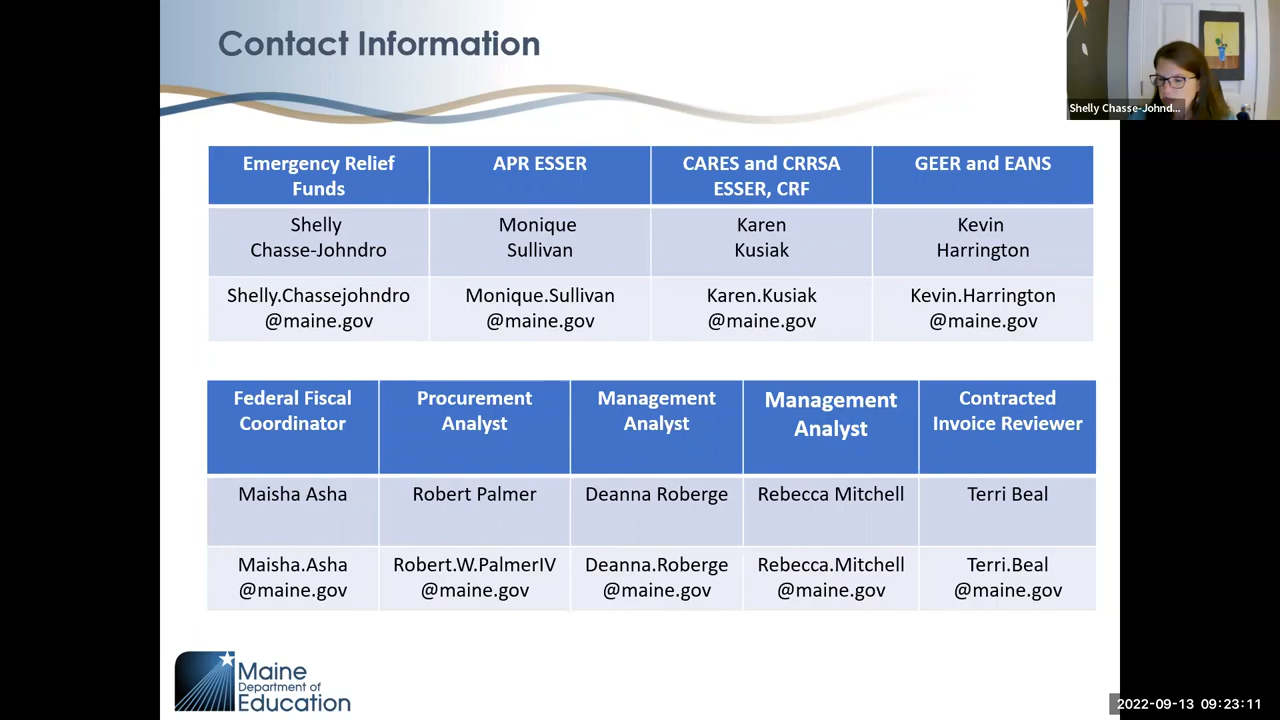 Contact Information
Shelly Chasse-Johnd...
Emergency Relief
Funds
APR ESSER
CARES and CRRSA
ESSER, CRF
GEER and EANS
Shelly
Chasse-Johndro
Monique
Sullivan
Karen
Kusiak
Kevin
Harrington
Shelly.Chassejohndro
@maine.gov
Monique.Sullivan
@maine.gov
Karen.Kusiak
@maine.gov
Kevin.Harrington
@maine.gov
Federal Fiscal
Coordinator
Procurement
Analyst
Management
Analyst
Management
Analyst
Contracted
Invoice Reviewer
Maisha Asha
Robert Palmer
Deanna Roberge
Rebecca Mitchell
Terri Beal
Maisha.Asha
@maine.gov
Robert.W.PalmerIV
@maine.gov
Deanna.Roberge
@maine.gov
Rebecca.Mitchell
@maine.gov
Terri.Beal
@maine.gov
Maine
Department of
Education
2022-09-13 09:23:11